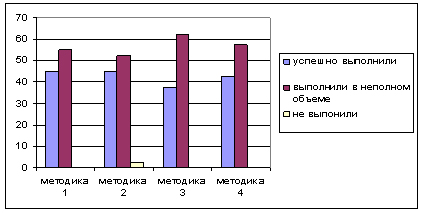 70
60
50
40
30
20
10
0
методика
1
методика
2
методика
3
методика
4
успешно выполнили
выполнили в неполном
объеме
не выпонили